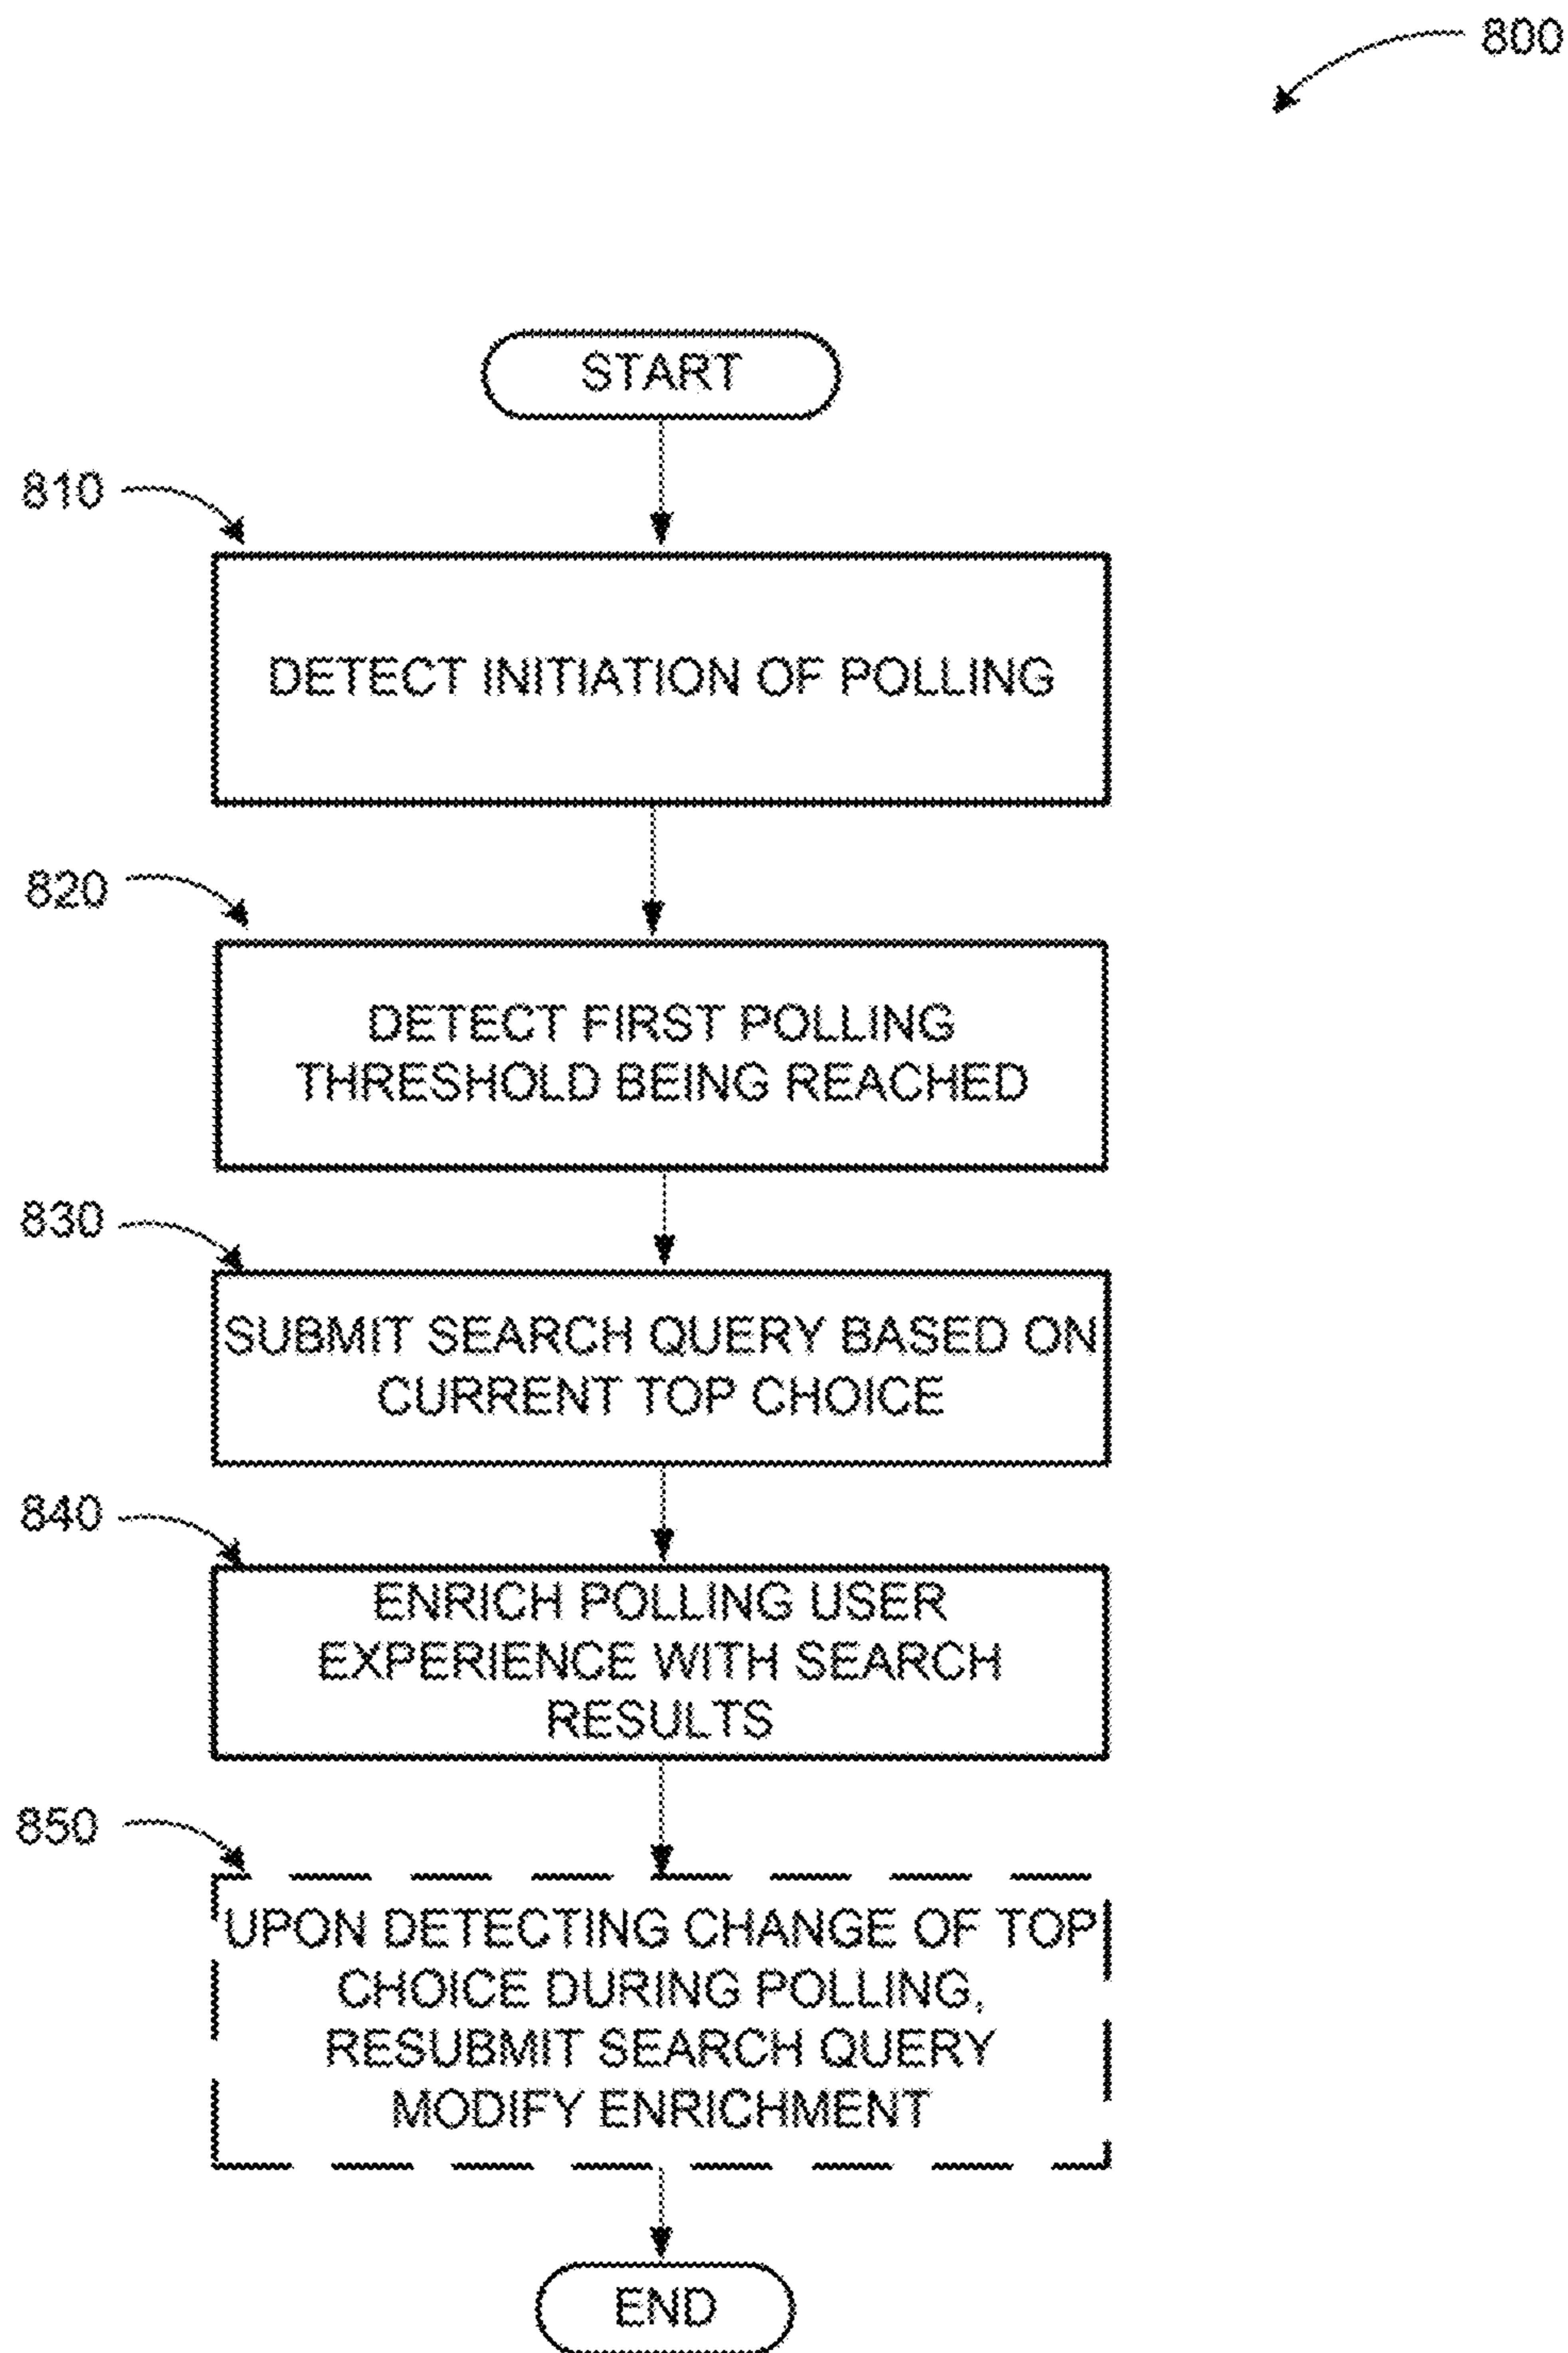 800
START
810
DETECT INITIATION OF POLLING
820
DETECT FIRST POLLING
THRESHOLD BEING REACHED
830
SUBMIT SEARCH QUERY BASED ON
CURRENT TOP CHOICE
840
ENRICH POLLING USER
EXPERIENCE WITH SEARCH
RESULTS
850
UPON DETECTING CHANGE OF TOP
CHOICE DURING POLLING,
RESUBMIT SEARCH QUERY
MODIFY ENRICHMENT
END